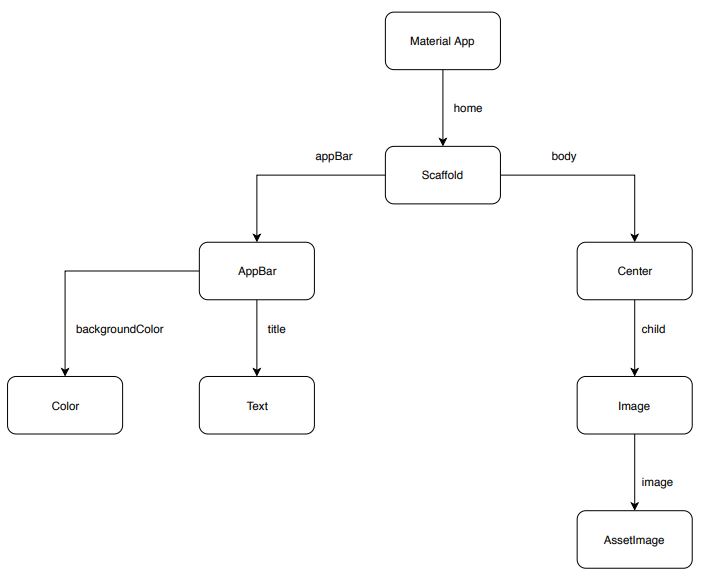 Material App
home
appBar
body
Scaffold
AppBar
Center
backgroundColor
title
child
Color
Text
Image
image
AssetImage